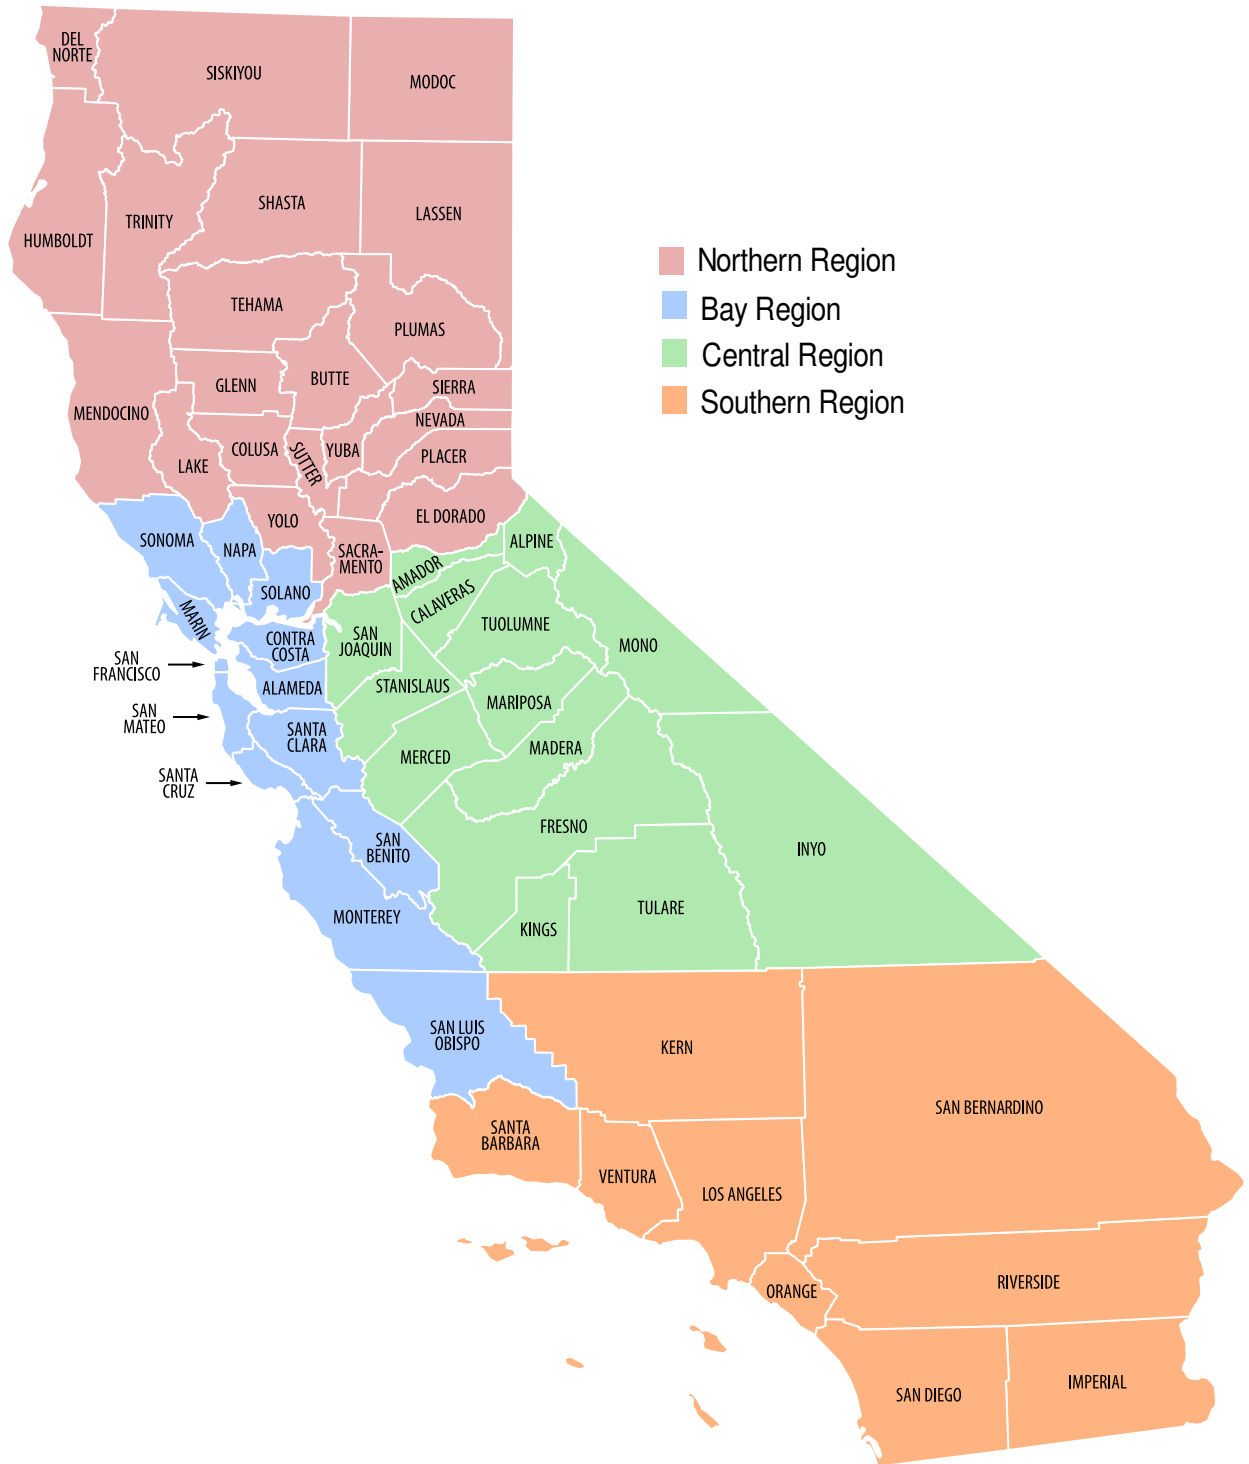 DEL
NORTE
SISKIYOU
MODOC
HUMBOLDT
TRINITY
SHASTA
LASSEN
TEHAMA
PLUMAS
MENDOCINO
GLENN
BUTTE
SIERRA
NEVADA
LAKE
COLUSA
SUTTER
YUBA
PLACER
YOLO
EL DORADO
SACRA-
MENTO
SONOMA
NAPA
SOLANO
MARIN
CONTRA
COSTA
SAN
FRANCISCO
ALAMEDA
SAN
MATEO
SANTA
CLARA
SANTA
CRUZ
SAN
BENITO
MONTEREY
SAN LUIS
OBISPO
ALPINE
AMADOR
CALAVERAS
TUOLUMNE
MONO
SAN
JOAQUIN
STANISLAUS
MARIPOSA
MERCED
MADERA
FRESNO
INYO
KINGS
TULARE
KERN
SAN BERNARDINO
SANTA
BARBARA
VENTURA
LOS ANGELES
ORANGE
RIVERSIDE
SAN DIEGO
IMPERIAL
Northern Region
Bay Region
Central Region
Southern Region